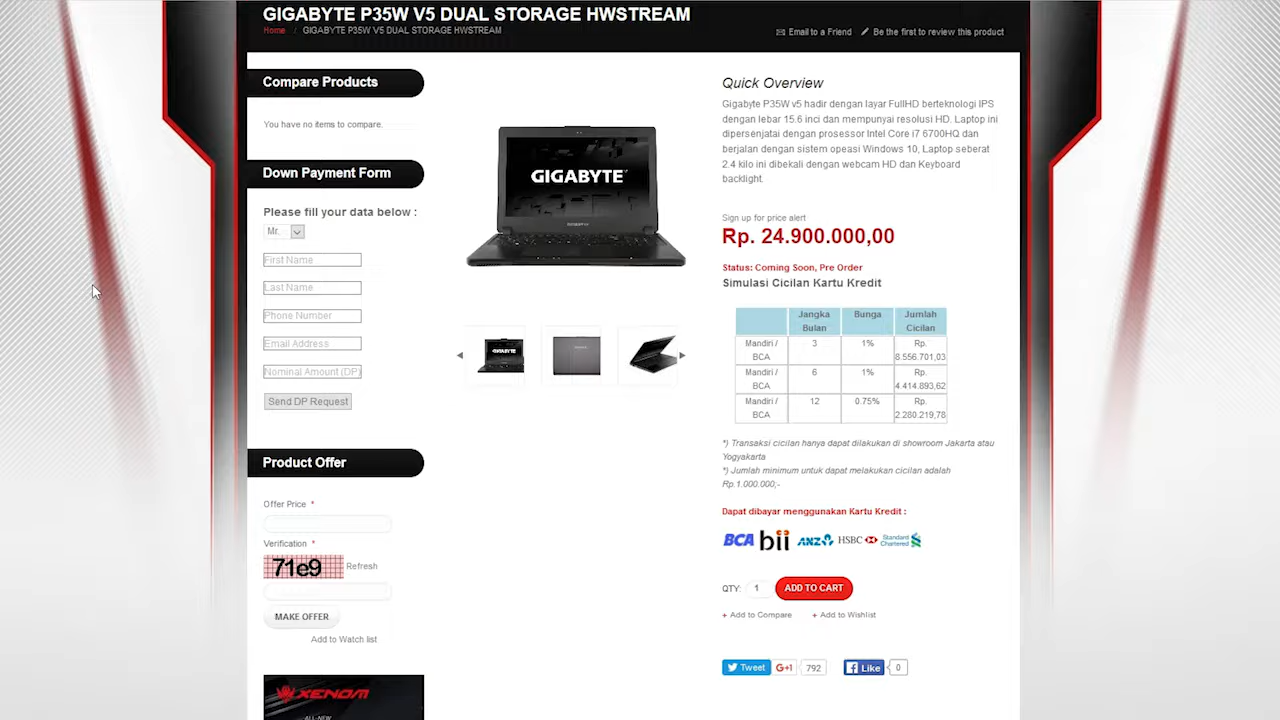 GIGABYTE P35W V5 DUAL STORAGE HWSTREAM
Home / GIGABYTE P35W V5 DUAL STORAGE HWSTREAM
Email to a Friend
Be the first to review this product
Compare Products
You have no items to compare.
Down Payment Form
Please fill your data below :
Mr.
First Name
Last Name
Phone Number
Email Address
Nominal Amount (DP)
Send DP Request
Product Offer
Offer Price *
Verification *
71e9 Refresh
MAKE OFFER
Add to Watch list
XENOM
ALL-NEW
GIGABYTE
Quick Overview
Gigabyte P35W v5 hadir dengan layar FullHD berteknologi IPS
dengan lebar 15.6 inci dan mempunyai resolusi HD. Laptop ini
dipersenjatai dengan prosessor Intel Core i7 6700HQ dan
berjalan dengan sistem opeasi Windows 10, Laptop seberat
2.4 kilo ini dibekali dengan webcam HD dan Keyboard
backlight.
Sign up for price alert
Rp. 24.900.000,00
Status: Coming Soon, Pre Order
Simulasi Cicilan Kartu Kredit
Jangka Bulan Bunga Jumlah Cicilan
Mandiri / BCA 3 1% Rp. 8.556.701,03
Mandiri / BCA 6 1% Rp. 4.414.893,62
Mandiri / BCA 12 0.75% Rp. 2.280.219,78
*) Transaksi cicilan hanya dapat dilakukan di showroom Jakarta atau
Yogyakarta
*) Jumlah minimum untuk dapat melakukan cicilan adalah
Rp.1.000.000;-
Dapat dibayar menggunakan Kartu Kredit :
BCA bii ANZ HSBC Standard Chartered
QTY: 1 ADD TO CART
+ Add to Compare + Add to Wishlist
Tweet G+1 792 Like 0